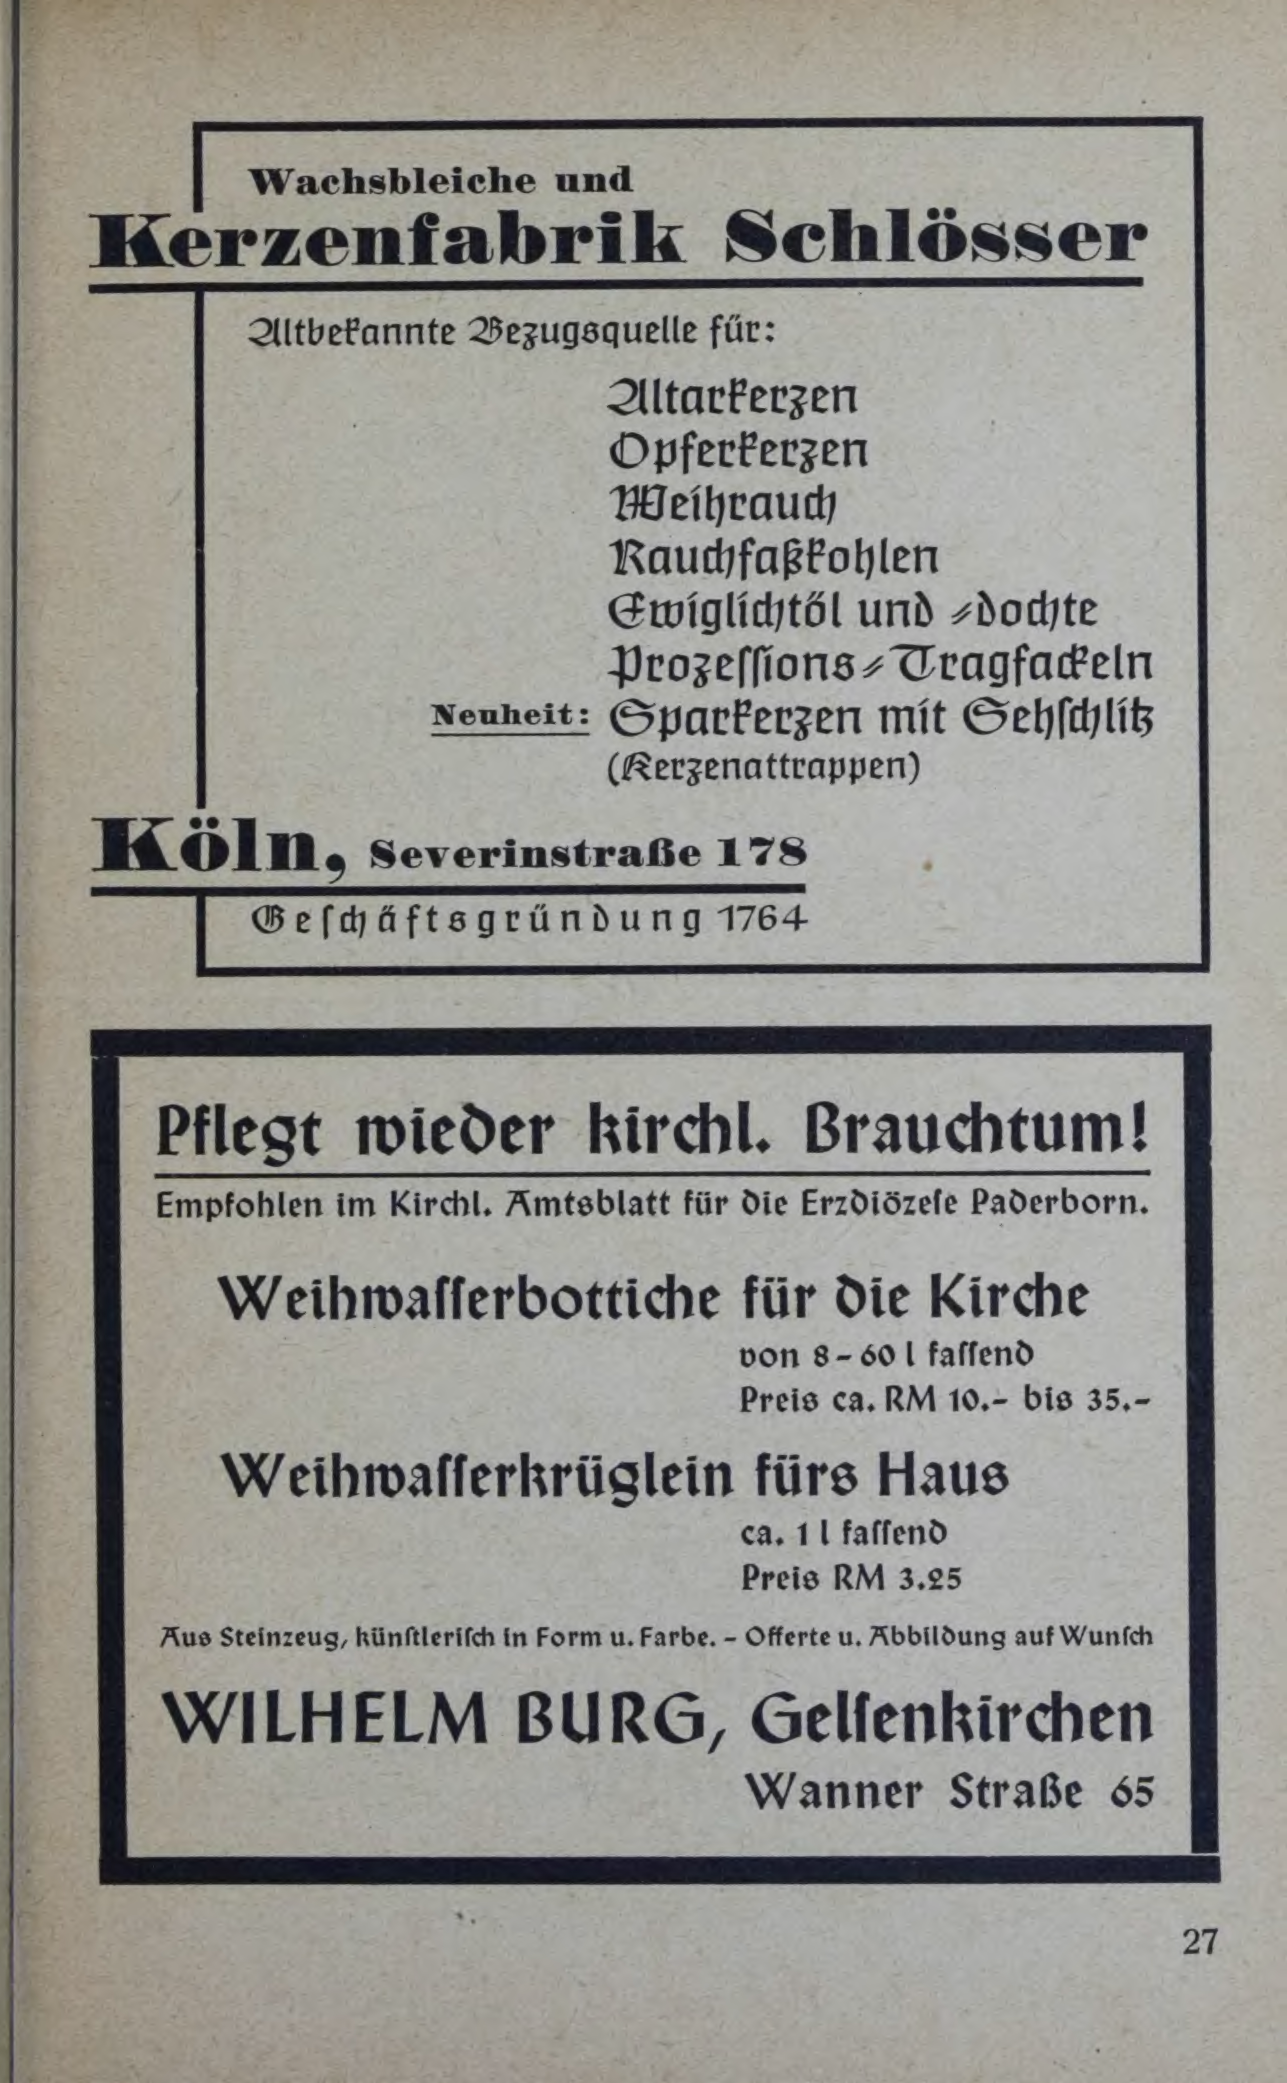 Wachsbleiche und
Kerzenfabrik Schlösser
Altbekannte Bezugsquelle für:
Altarkerzen
Opferkerzen
Weihrauch
Rauchfaßkohlen
Ewiglichtöl und ⸗dochte
Prozeſſions⸗Tragfackeln
Neuheit: Sparkerzen mit Sehſchlitz
(Kerzenattrappen)
Köln, Severinstraße 178
Geſchäftsgründung 1764
Pflegt wieder kirchl. Brauchtum!
Empfohlen im Kirchl. Amtsblatt für die Erzdiözeſe Paderborn.
Weihwaſſerbottiche für die Kirche
von 8-60 l faſſend
Preis ca. RM 10.- bis 35.-
Weihwaſſerkrüglein fürs Haus
ca. 1 l faſſend
Preis RM 3.25
Aus Steinzeug, künſtleriſch in Form u. Farbe. - Offerte u. Abbildung auf Wunſch
WILHELM BURG, Gelſenkirchen
Wanner Straße 65
27